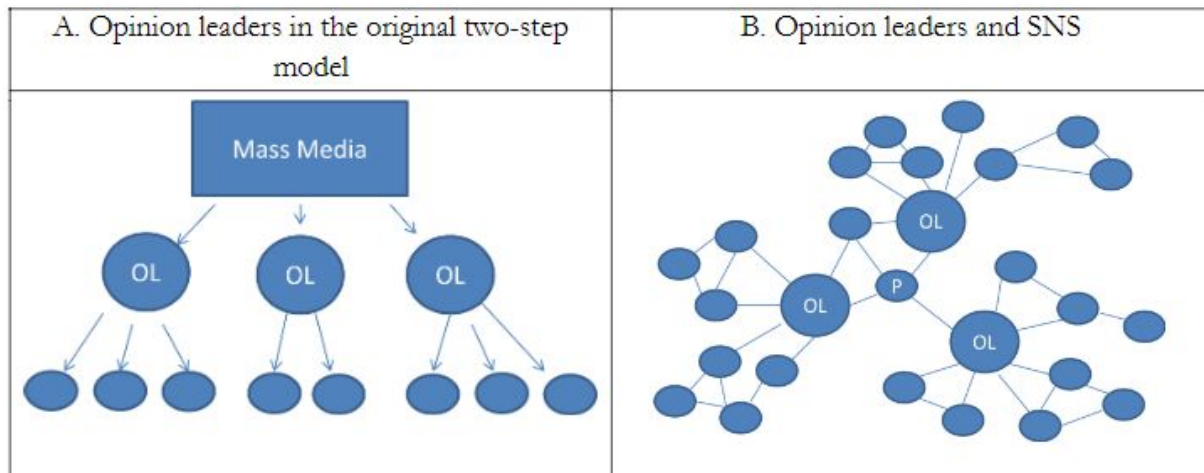 A. Opinion leaders in the original two-step
model
B. Opinion leaders and SNS
Mass Media
OL
OL
OL
OL
P
OL
OL